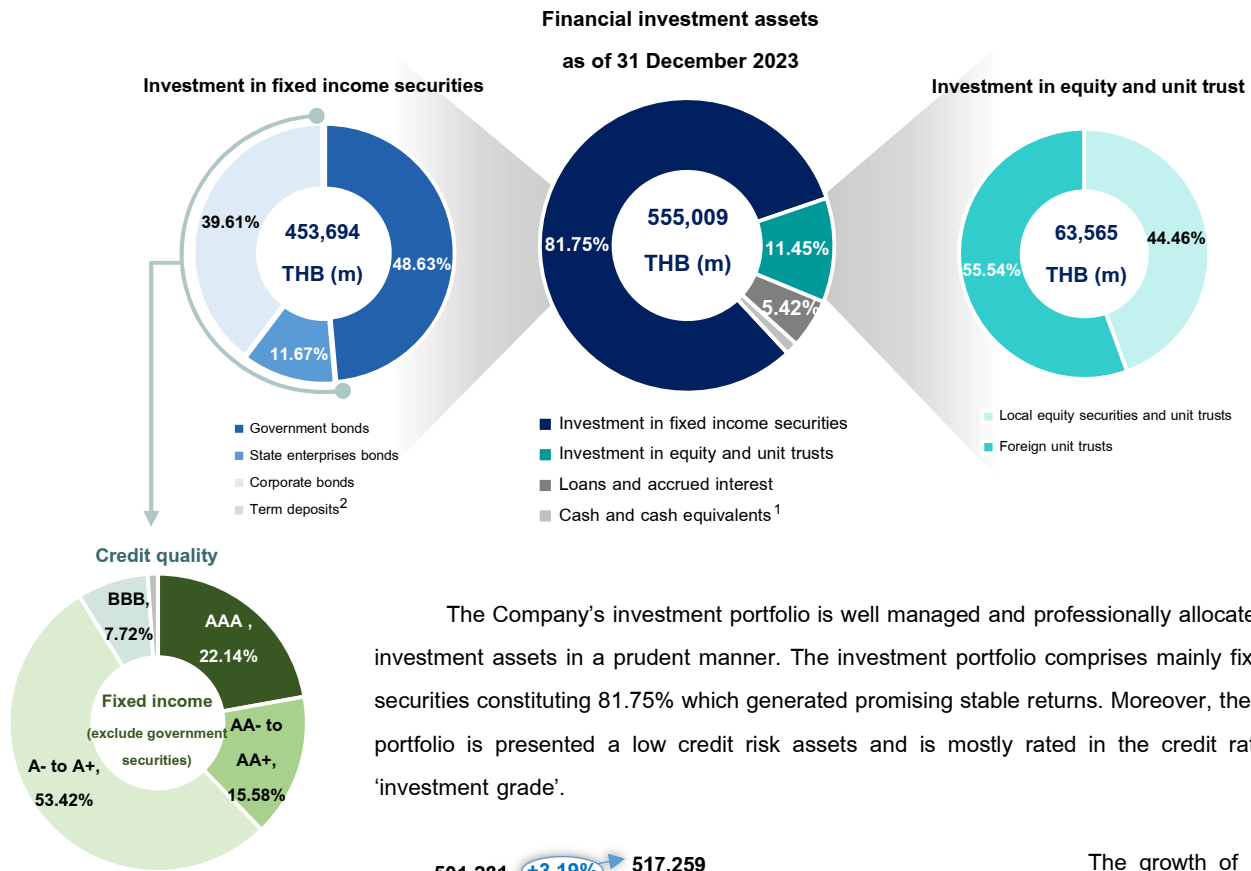 Financial investment assets
as of 31 December 2023
Investment in fixed income securities
39.61%
453,694
THB (m)
48.63%
11.67%
Government bonds
State enterprises bonds
Corporate bonds
Term deposits2
81.75%
555,009
THB (m)
11.45%
5.42%
Investment in fixed income securities
Investment in equity and unit trusts
Loans and accrued interest
Cash and cash equivalents1
Investment in equity and unit trust
63,565
THB (m)
44.46%
55.54%
Local equity securities and unit trusts
Foreign unit trusts
Credit quality
BBB,
7.72%
AAA ,
22.14%
Fixed income
(exclude government
securities)
AA- to
AA+,
15.58%
A- to A+,
53.42%
The Company’s investment portfolio is well managed and professionally allocate
investment assets in a prudent manner. The investment portfolio comprises mainly fix
securities constituting 81.75% which generated promising stable returns. Moreover, the
portfolio is presented a low credit risk assets and is mostly rated in the credit rat
‘investment grade’.
+3.19%
517,259
The growth of